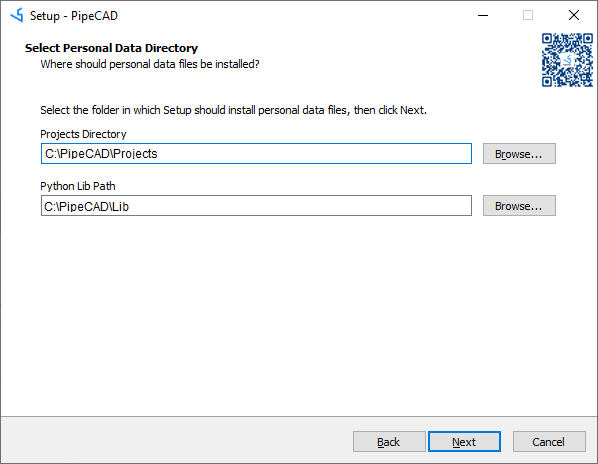 Setup - PipeCAD
Select Personal Data Directory
Where should personal data files be installed?
Select the folder in which Setup should install personal data files, then click Next.
Projects Directory
C:\PipeCAD\Projects
Browse...
Python Lib Path
C:\PipeCAD\Lib
Browse...
Back
Next
Cancel